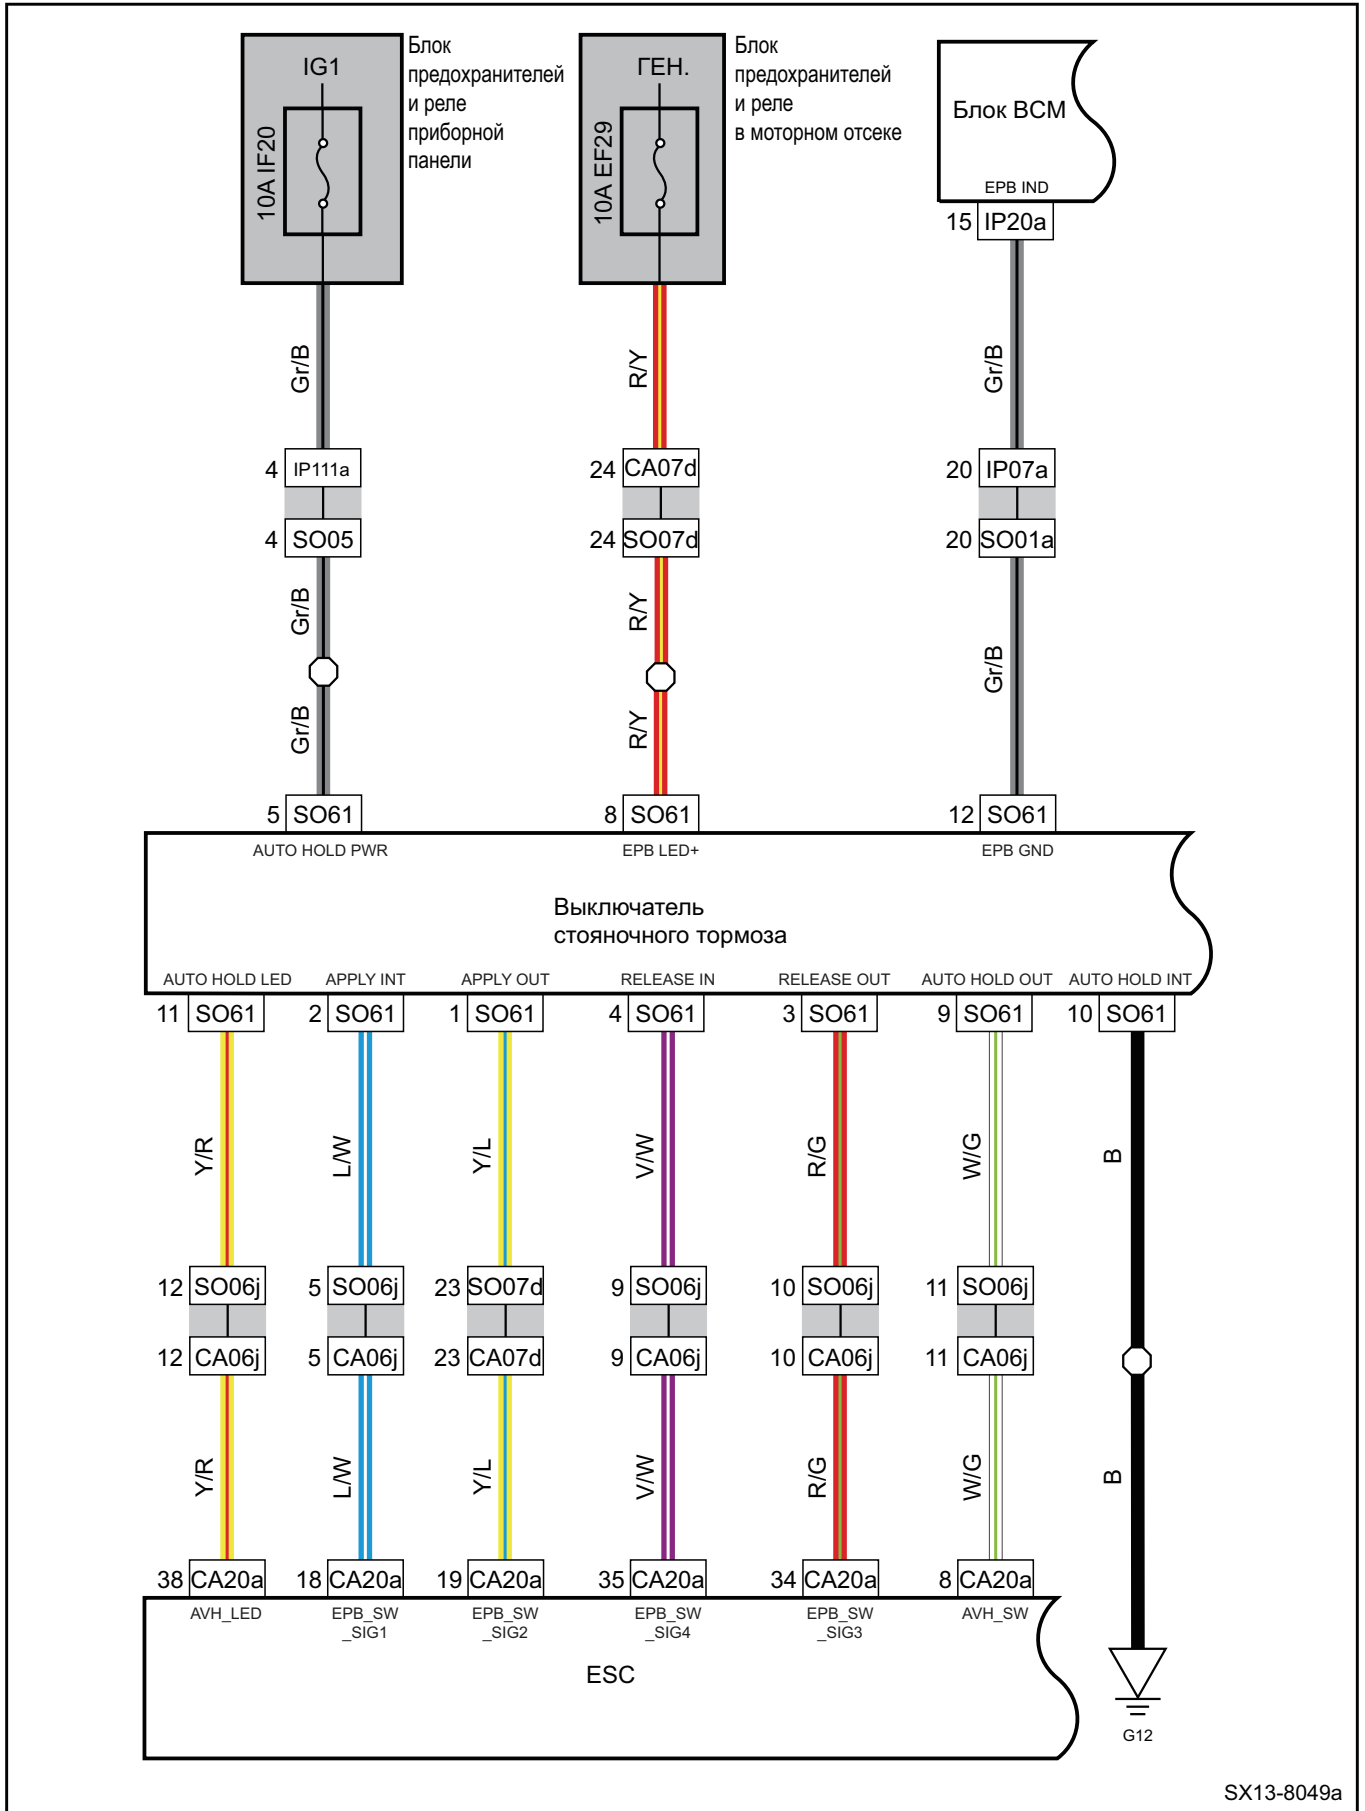 IG1
10A IF20
Блок
предохранителей
и реле
приборной
панели
ГЕН.
10A EF29
Блок
предохранителей
и реле
в моторном отсеке
Блок BCM
EPB IND
15 IP20a
Gr/B
R/Y
Gr/B
4 IP111a
24 CA07d
20 IP07a
4 SO05
24 SO07d
20 SO01a
Gr/B
R/Y
Gr/B
Gr/B
R/Y
5 SO61
8 SO61
12 SO61
AUTO HOLD PWR
EPB LED+
EPB GND
Выключатель
стояночного тормоза
AUTO HOLD LED
APPLY INT
APPLY OUT
RELEASE IN
RELEASE OUT
AUTO HOLD OUT
AUTO HOLD INT
11 SO61
2 SO61
1 SO61
4 SO61
3 SO61
9 SO61
10 SO61
Y/R
L/W
Y/L
V/W
R/G
W/G
B
12 SO06j
5 SO06j
23 SO07d
9 SO06j
10 SO06j
11 SO06j
12 CA06j
5 CA06j
23 CA07d
9 CA06j
10 CA06j
11 CA06j
Y/R
L/W
Y/L
V/W
R/G
W/G
B
38 CA20a
18 CA20a
19 CA20a
35 CA20a
34 CA20a
8 CA20a
AVH_LED
EPB_SW
_SIG1
EPB_SW
_SIG2
EPB_SW
_SIG4
EPB_SW
_SIG3
AVH_SW
ESC
G12
SX13-8049a